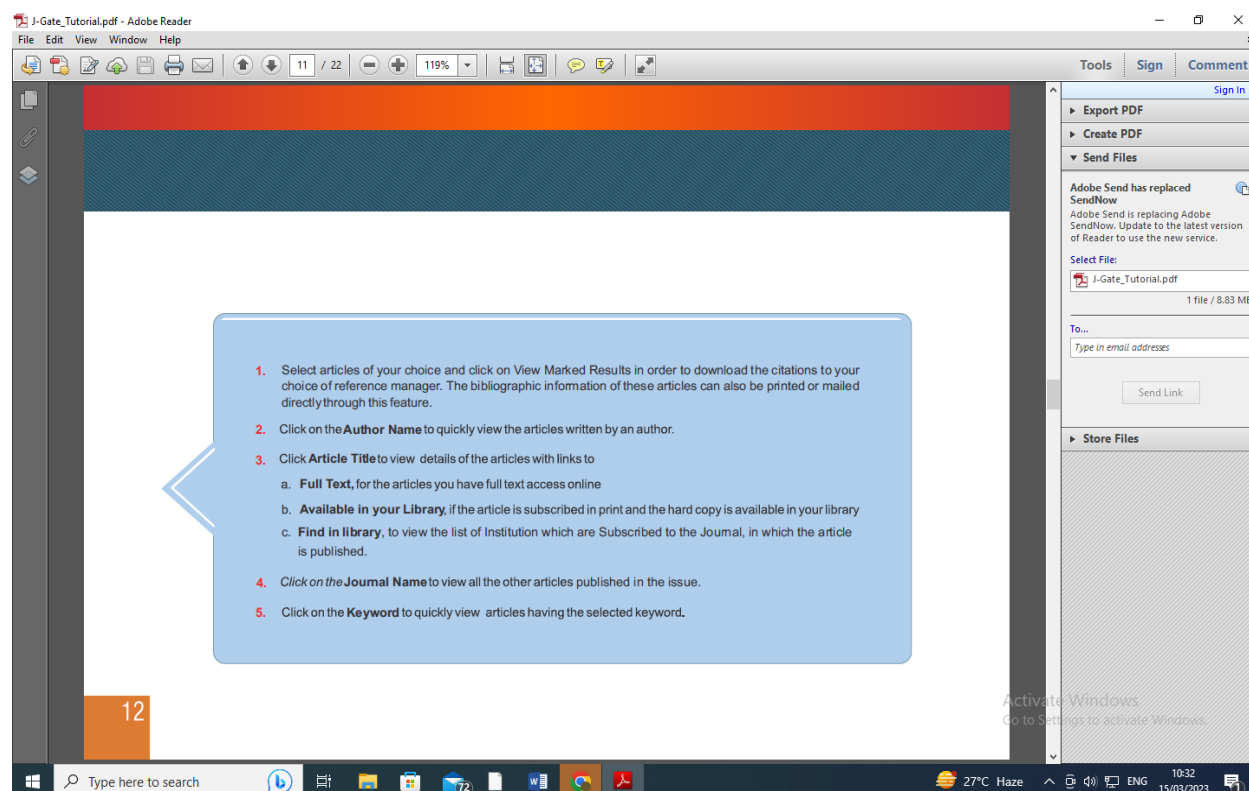 J-Gate_Tutorial.pdf - Adobe Reader
File Edit View Window Help
11 / 22
119%
Tools Sign Comment
Sign In
Export PDF
Create PDF
Send Files
Adobe Send has replaced
SendNow
Adobe Send is replacing Adobe
SendNow. Update to the latest version
of Reader to use the new service.
Select File:
J-Gate_Tutorial.pdf
1 file / 8.83 MB
To...
Type in email addresses
Send Link
Store Files
1. Select articles of your choice and click on View Marked Results in order to download the citations to your
choice of reference manager. The bibliographic information of these articles can also be printed or mailed
directly through this feature.
2. Click on the Author Name to quickly view the articles written by an author.
3. Click Article Title to view details of the articles with links to
a. Full Text, for the articles you have full text access online
b. Available in your Library, if the article is subscribed in print and the hard copy is available in your library
c. Find in library, to view the list of Institution which are Subscribed to the Journal, in which the article
is published.
4. Click on the Journal Name to view all the other articles published in the issue.
5. Click on the Keyword to quickly view articles having the selected keyword.
12
Activate Windows
Go to Settings to activate Windows.
Type here to search
72
27°C Haze
ENG
10:32
15/03/2023